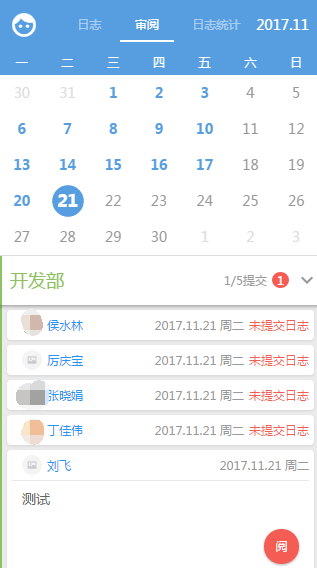 日志 审阅 日志统计 2017.11
一 二 三 四 五 六 日
30 31 1 2 3 4 5
6 7 8 9 10 11 12
13 14 15 16 17 18 19
20 21 22 23 24 25 26
27 28 29 30 1 2 3
开发部 1/5提交 1
侯水林 2017.11.21 周二 未提交日志
厉庆宝 2017.11.21 周二 未提交日志
张晓娟 2017.11.21 周二 未提交日志
丁佳伟 2017.11.21 周二 未提交日志
刘飞 2017.11.21 周二
测试
阅